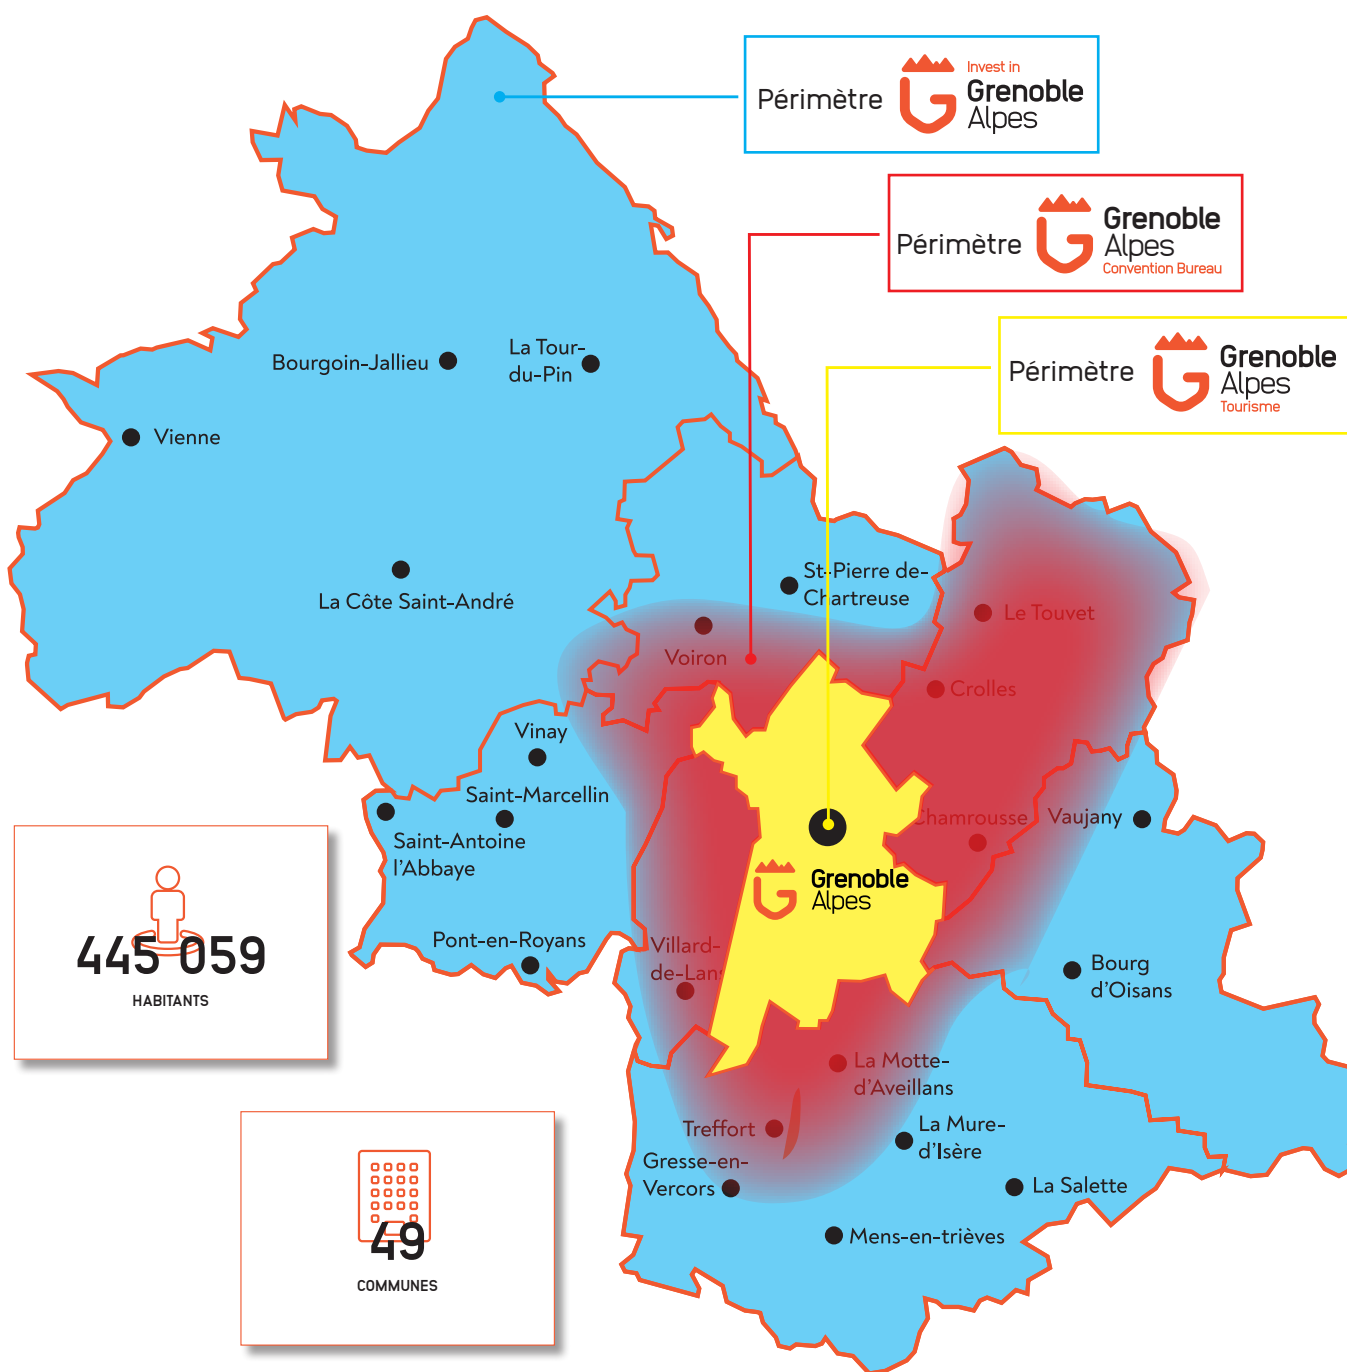 Périmètre
Invest in
Grenoble
Alpes
Périmètre
Grenoble
Alpes
Convention Bureau
Périmètre
Grenoble
Alpes
Tourisme
Bourgoin-Jallieu
La Tour-
du-Pin
Vienne
La Côte Saint-André
St-Pierre de-
Chartreuse
Le Touvet
Voiron
Crolles
Vinay
Saint-Marcellin
Saint-Antoine
l'Abbaye
Chamrousse
Vaujany
Grenoble
Alpes
Pont-en-Royans
Villard-
de-Lans
Bourg
d'Oisans
La Motte-
d'Aveillans
Treffort
La Mure-
d'Isère
Gresse-en-
Vercors
La Salette
Mens-en-trièves
445 059
HABITANTS
49
COMMUNES